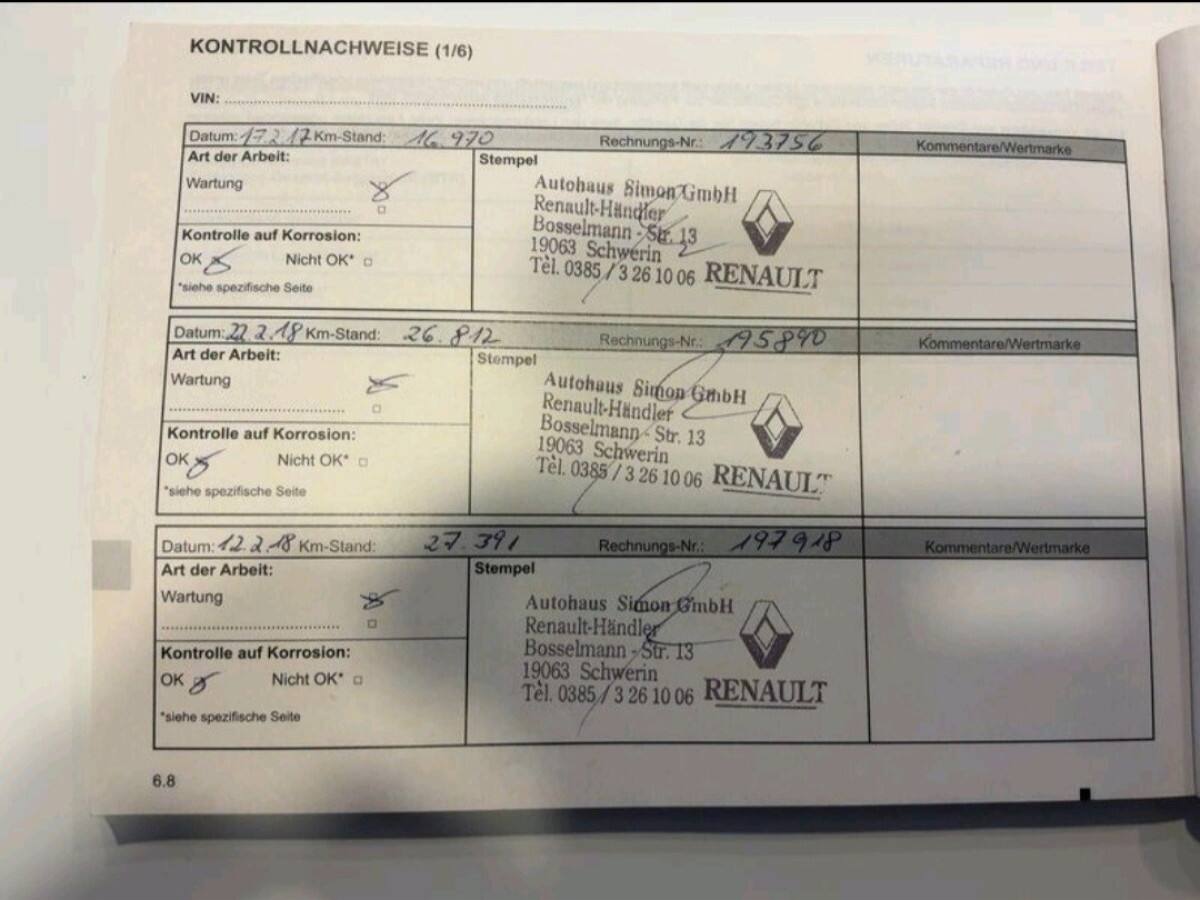 KONTROLLNACHWEISE (1/6)
VIN:
Datum: 17.2.17 Km-Stand: 16.970 Rechnungs-Nr.: 193756 Kommentare/Wertmarke
Art der Arbeit:
Wartung
Kontrolle auf Korrosion:
OK Nicht OK*
*siehe spezifische Seite
Stempel
Autohaus Simon GmbH
Renault-Händler
Bosselmann - Str. 13
19063 Schwerin
Tel. 0385 / 3 26 10 06 RENAULT
Datum: 22.2.18 Km-Stand: 26.812 Rechnungs-Nr.: 195890 Kommentare/Wertmarke
Art der Arbeit:
Wartung
Kontrolle auf Korrosion:
OK Nicht OK*
*siehe spezifische Seite
Stempel
Autohaus Simon GmbH
Renault-Händler
Bosselmann - Str. 13
19063 Schwerin
Tel. 0385 / 3 26 10 06 RENAULT
Datum: 12.2.18 Km-Stand: 27.391 Rechnungs-Nr.: 197918 Kommentare/Wertmarke
Art der Arbeit:
Wartung
Kontrolle auf Korrosion:
OK Nicht OK*
*siehe spezifische Seite
Stempel
Autohaus Simon GmbH
Renault-Händler
Bosselmann - Str. 13
19063 Schwerin
Tel. 0385 / 3 26 10 06 RENAULT
6.8